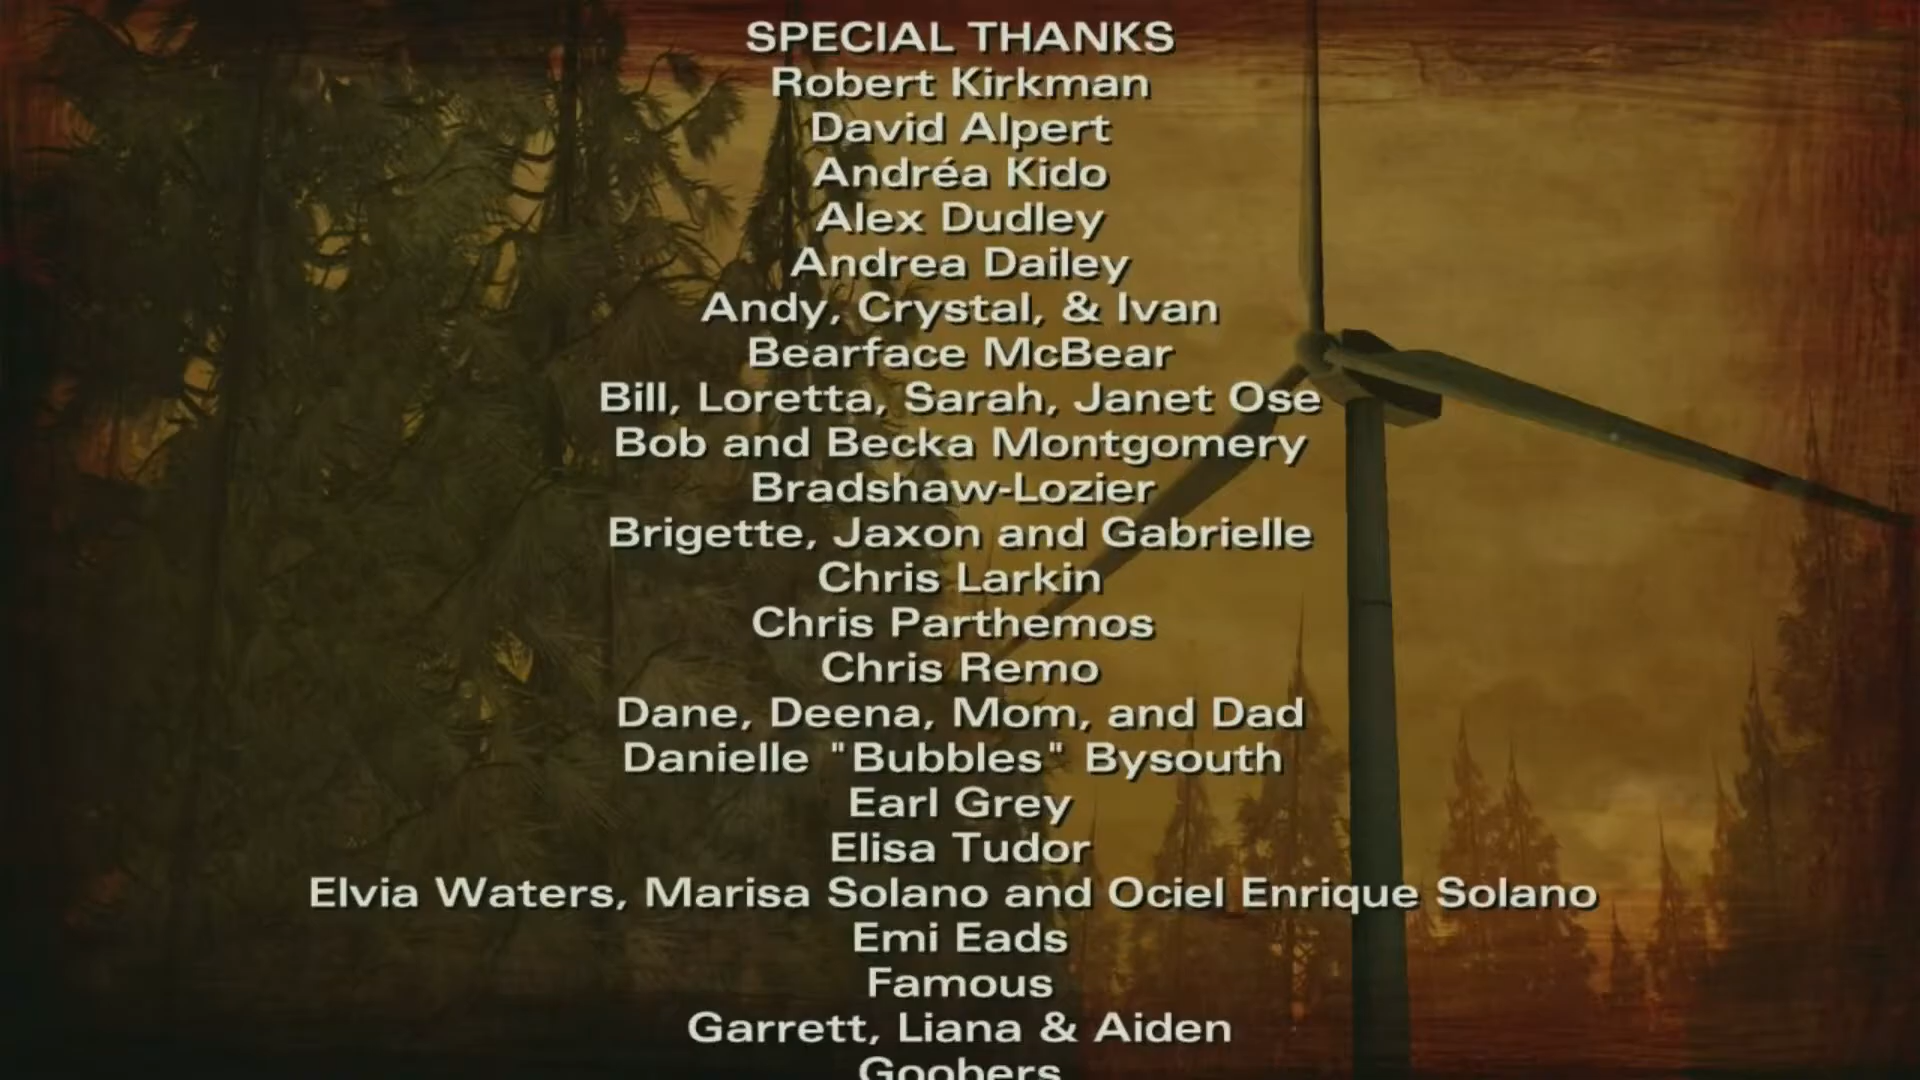 SPECIAL THANKS
Robert Kirkman
David Alpert
Andréa Kido
Alex Dudley
Andrea Dailey
Andy, Crystal, & Ivan
Bearface McBear
Bill, Loretta, Sarah, Janet Ose
Bob and Becka Montgomery
Bradshaw-Lozier
Brigette, Jaxon and Gabrielle
Chris Larkin
Chris Parthemos
Chris Remo
Dane, Deena, Mom, and Dad
Danielle "Bubbles" Bysouth
Earl Grey
Elisa Tudor
Elvia Waters, Marisa Solano and Ociel Enrique Solano
Emi Eads
Famous
Garrett, Liana & Aiden
Goobers